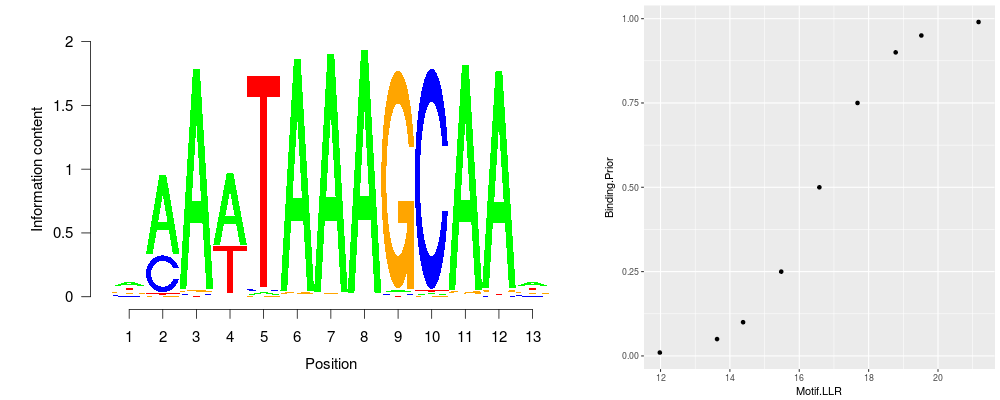 2
1.5
1
0.5
0
Information content
A
C
A
A
T
T
A
A
A
G
C
A
A
1 2 3 4 5 6 7 8 9 10 11 12 13
Position
1.00
0.75
0.50
0.25
0.00
Binding.Prior
12 14 16 18 20
Motif.LLR